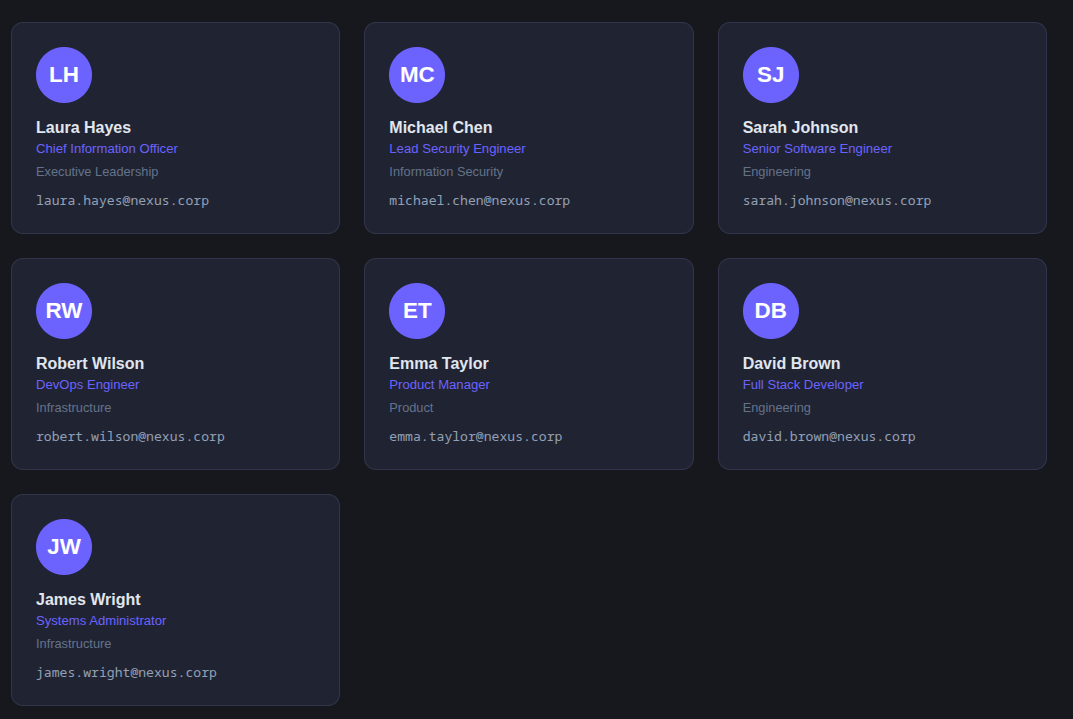 LH
Laura Hayes
Chief Information Officer
Executive Leadership
laura.hayes@nexus.corp
MC
Michael Chen
Lead Security Engineer
Information Security
michael.chen@nexus.corp
SJ
Sarah Johnson
Senior Software Engineer
Engineering
sarah.johnson@nexus.corp
RW
Robert Wilson
DevOps Engineer
Infrastructure
robert.wilson@nexus.corp
ET
Emma Taylor
Product Manager
Product
emma.taylor@nexus.corp
DB
David Brown
Full Stack Developer
Engineering
david.brown@nexus.corp
JW
James Wright
Systems Administrator
Infrastructure
james.wright@nexus.corp